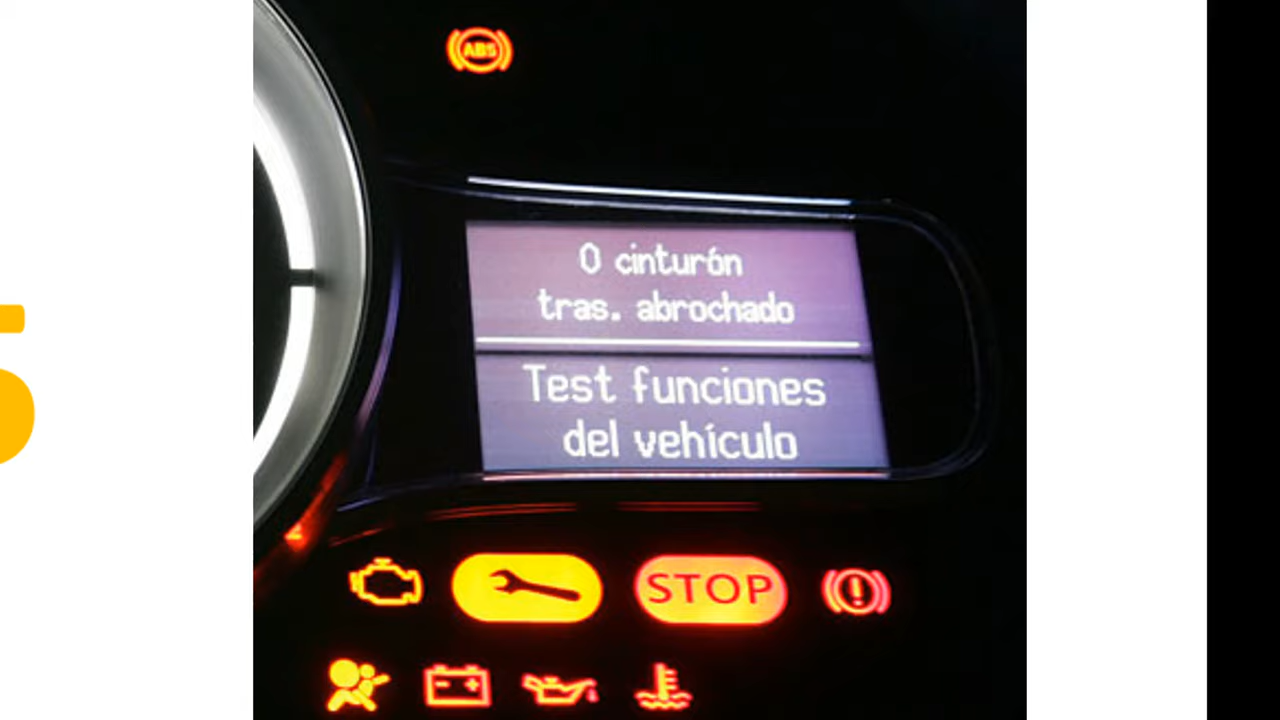 ABS
0 cinturón
tras. abrochado
Test funciones
del vehículo
STOP